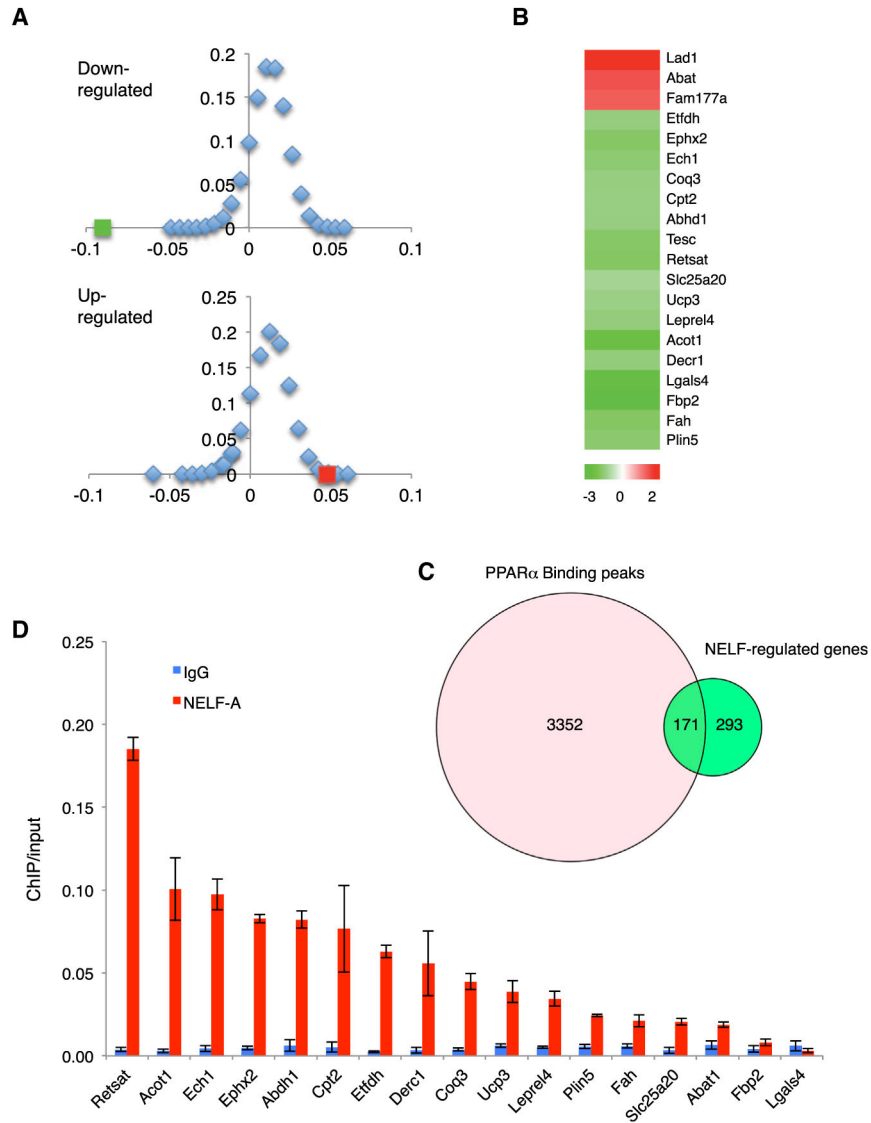 A
Down-
regulated
0.2
0.15
0.1
0.05
0
-0.1
-0.05
0
0.05
0.1
Up-
regulated
0.25
0.2
0.15
0.1
0.05
0
-0.1
-0.05
0
0.05
0.1
B
Lad1
Abat
Fam177a
Etfdh
Ephx2
Ech1
Coq3
Cpt2
Abhd1
Tesc
Retsat
Slc25a20
Ucp3
Leprel4
Acot1
Decr1
Lgals4
Fbp2
Fah
Plin5
-3 0 2
C
PPARα Binding peaks
NELF-regulated genes
3352
171
293
D
ChIP/input
0.25
0.20
0.15
0.10
0.05
0.00
IgG
NELF-A
Retsat
Acot1
Ech1
Ephx2
Abdh1
Cpt2
Etfdh
Derc1
Coq3
Ucp3
Leprel4
Plin5
Fah
Slc25a20
Abat1
Fbp2
Lgals4